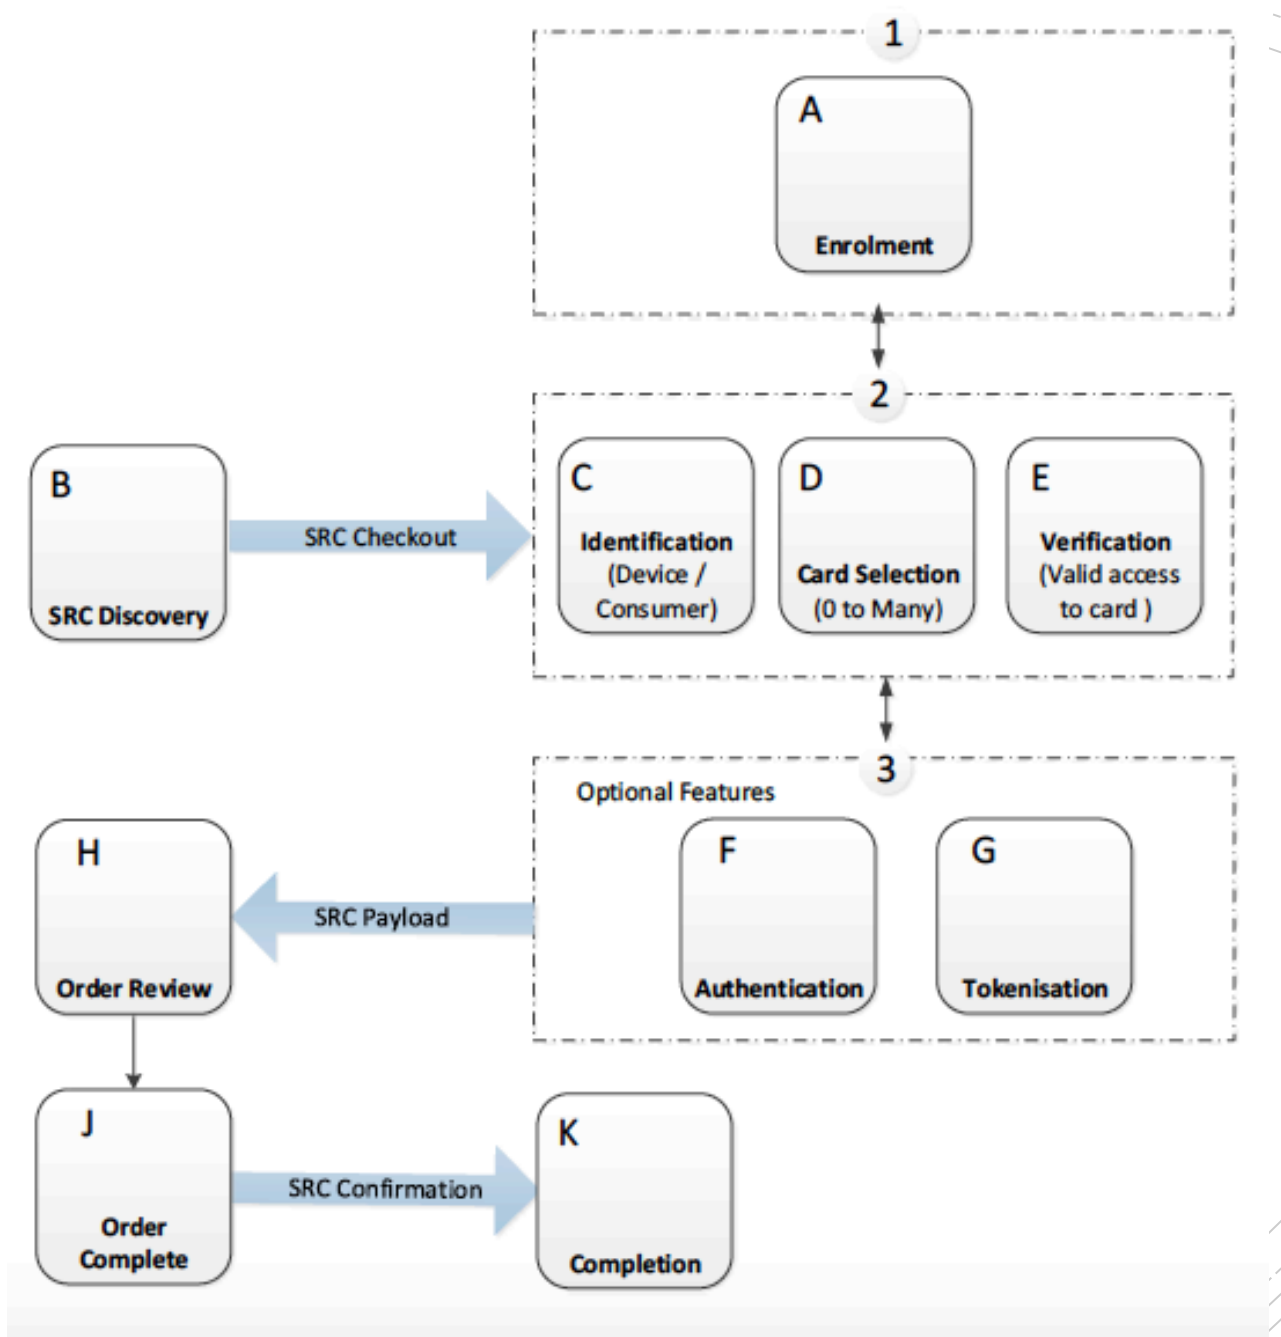 1
A
Enrolment
2
B
SRC Discovery
SRC Checkout
C
Identification
(Device /
Consumer)
D
Card Selection
(0 to Many)
E
Verification
(Valid access
to card )
3
Optional Features
F
Authentication
G
Tokenisation
SRC Payload
H
Order Review
J
Order
Complete
SRC Confirmation
K
Completion